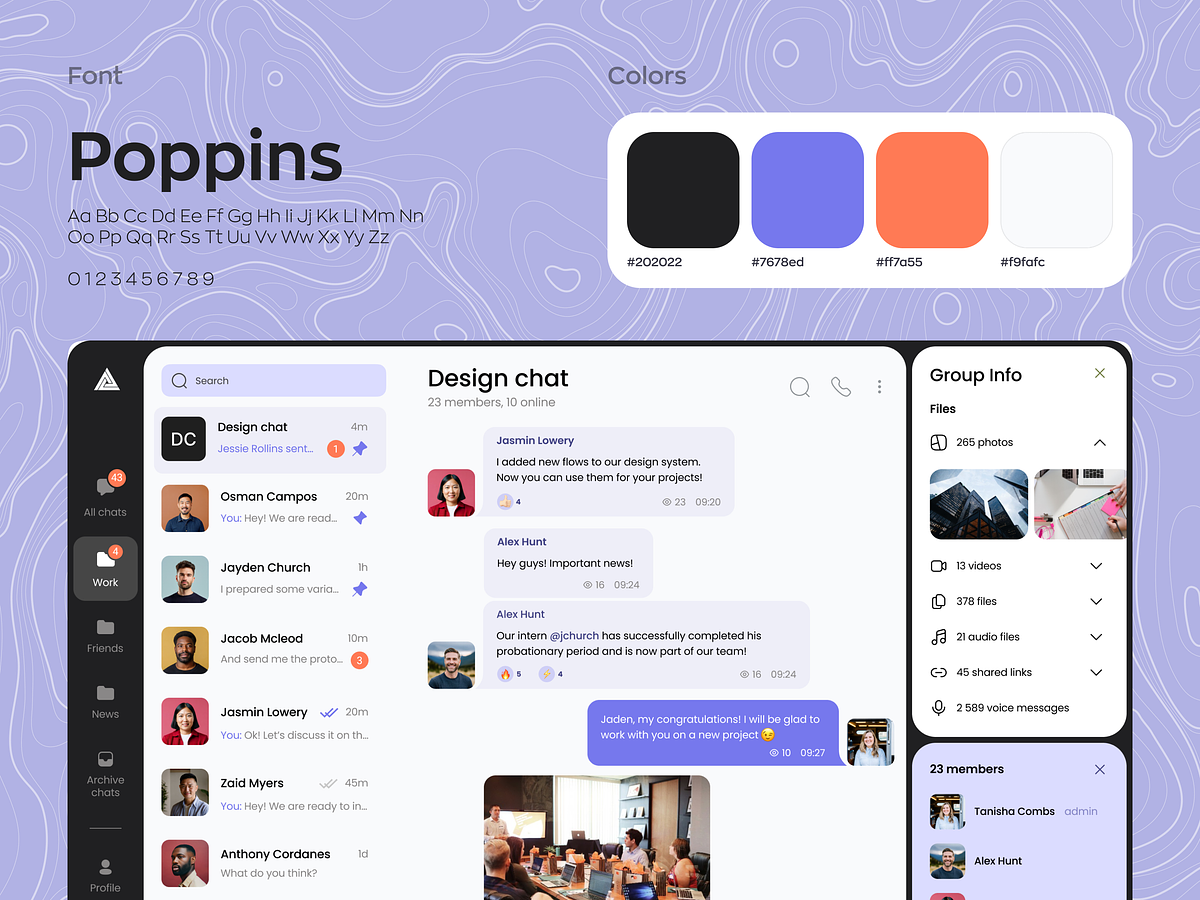 Font
Poppins
Aa Bb Cc Dd Ee Ff Gg Hh Ii Jj Kk Ll Mm Nn
Oo Pp Qq Rr Ss Tt Uu Vv Ww Xx Yy Zz
0123456789
Colors
#202022
#7678ed
#ff7a55
#f9fafc
43
All chats
4
Work
Friends
News
Archive
chats
Profile
Search
DC
Design chat
4m
Jessie Rollins sent...
1
Osman Campos
20m
You: Hey! We are read...
Jayden Church
1h
I prepared some varia...
Jacob Mcleod
10m
And send me the proto...
3
Jasmin Lowery
20m
You: Ok! Let's discuss it on th...
Zaid Myers
45m
You: Hey! We are ready to in...
Anthony Cordanes
1d
What do you think?
Design chat
23 members, 10 online
Jasmin Lowery
I added new flows to our design system.
Now you can use them for your projects!
4
23 09:20
Alex Hunt
Hey guys! Important news!
16 09:24
Alex Hunt
Our intern @jchurch has successfully completed his
probationary period and is now part of our team!
5 4
16 09:24
Jaden, my congratulations! I will be glad to
work with you on a new project 😉
10 09:27
Group Info
Files
265 photos
13 videos
378 files
21 audio files
45 shared links
2 589 voice messages
23 members
Tanisha Combs admin
Alex Hunt